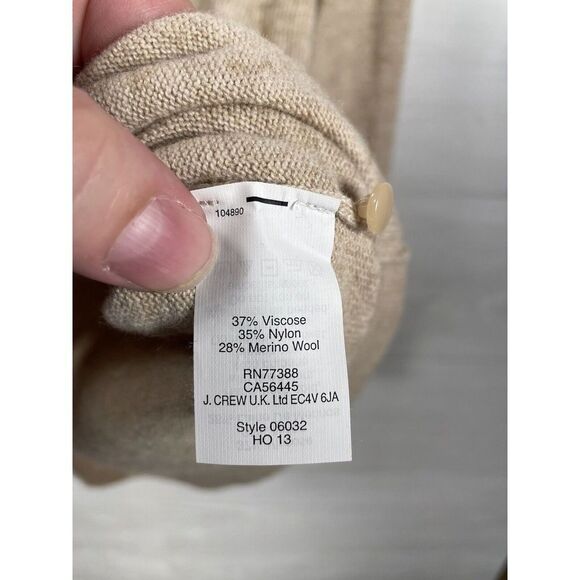 104890
37% Viscose
35% Nylon
28% Merino Wool
RN77388
CA56445
J. CREW U.K. Ltd EC4V 6JA
Style 06032
HO 13